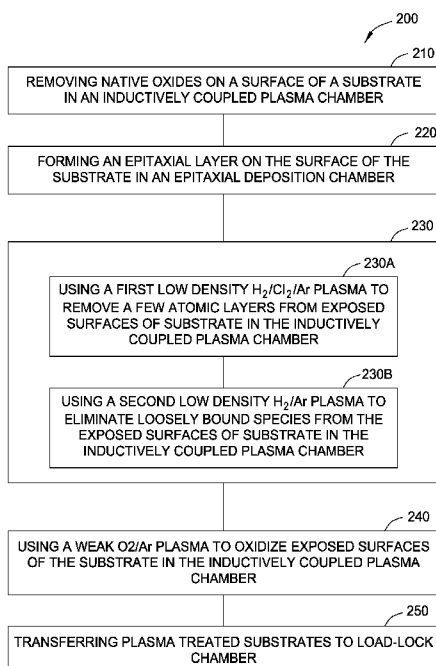 200
210
REMOVING NATIVE OXIDES ON A SURFACE OF A SUBSTRATE
IN AN INDUCTIVELY COUPLED PLASMA CHAMBER
220
FORMING AN EPITAXIAL LAYER ON THE SURFACE OF THE
SUBSTRATE IN AN EPITAXIAL DEPOSITION CHAMBER
230
230A
USING A FIRST LOW DENSITY H₂/Cl₂/Ar PLASMA TO
REMOVE A FEW ATOMIC LAYERS FROM EXPOSED
SURFACES OF SUBSTRATE IN THE INDUCTIVELY
COUPLED PLASMA CHAMBER
230B
USING A SECOND LOW DENSITY H₂/Ar PLASMA TO
ELIMINATE LOOSELY BOUND SPECIES FROM THE
EXPOSED SURFACES OF SUBSTRATE IN THE
INDUCTIVELY COUPLED PLASMA CHAMBER
240
USING A WEAK O2/Ar PLASMA TO OXIDIZE EXPOSED SURFACES
OF THE SUBSTRATE IN THE INDUCTIVELY COUPLED PLASMA
CHAMBER
250
TRANSFERRING PLASMA TREATED SUBSTRATES TO LOAD-LOCK
CHAMBER